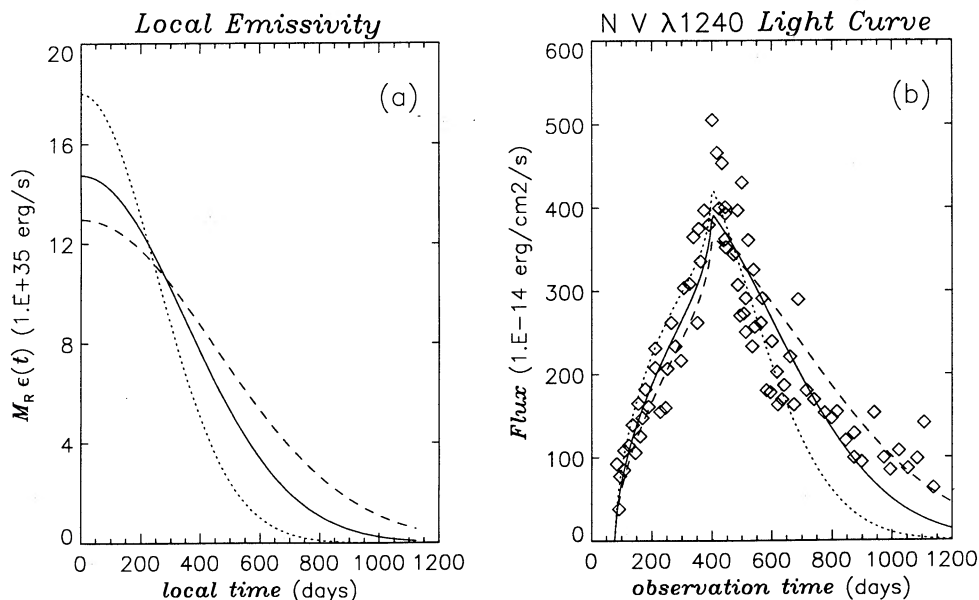 Local Emissivity
(a)
20
16
12
8
4
0
M_R ε(t) (1.E+35 erg/s)
0 200 400 600 800 1000 1200
local time (days)
N V λ1240 Light Curve
(b)
600
500
400
300
200
100
0
Flux (1.E−14 erg/cm2/s)
0 200 400 600 800 1000 1200
observation time (days)